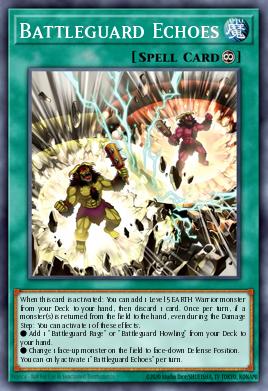 BATTLEGUARD ECHOES
魔
[SPELL CARD]
When this card is activated: You can add 1 Level 5 EARTH Warrior monster
from your Deck to your hand, then discard 1 card. Once per turn, if a
monster(s) is returned from the field to the hand, even during the Damage
Step: You can activate 1 of these effects.
● Add 1 "Battleguard Rage" or "Battleguard Howling" from your Deck to
your hand.
● Change 1 face-up monster on the field to face-down Defense Position.
You can only activate 1 "Battleguard Echoes" per turn.